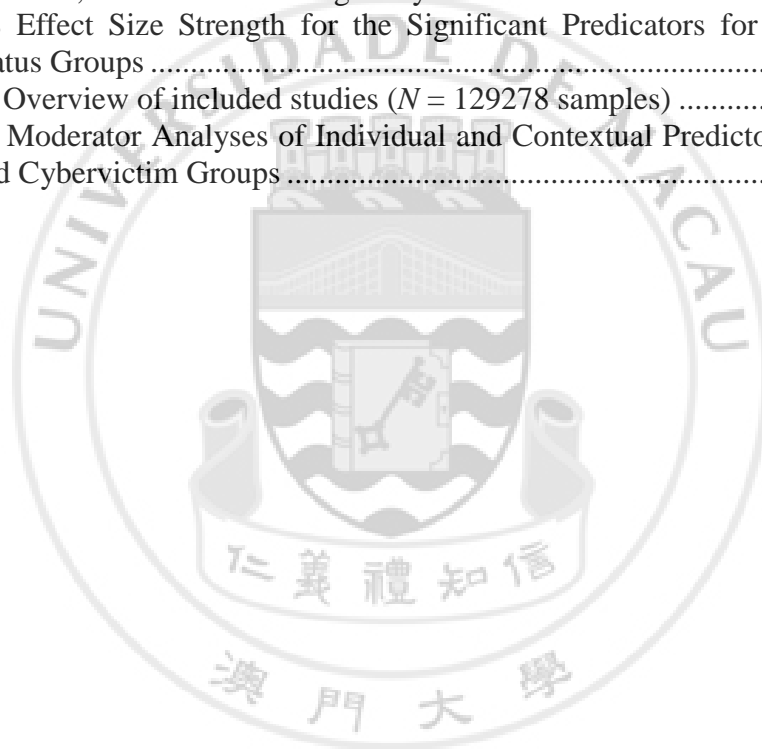 Effect Size Strength for the Significant Predicators for
atus Groups ..........................................................................
Overview of included studies (N = 129278 samples) ............
Moderator Analyses of Individual and Contextual Predicto
d Cybervictim Groups ........................................................
UNIVERSIDADE DE MACAU
仁義禮知信
澳門大學